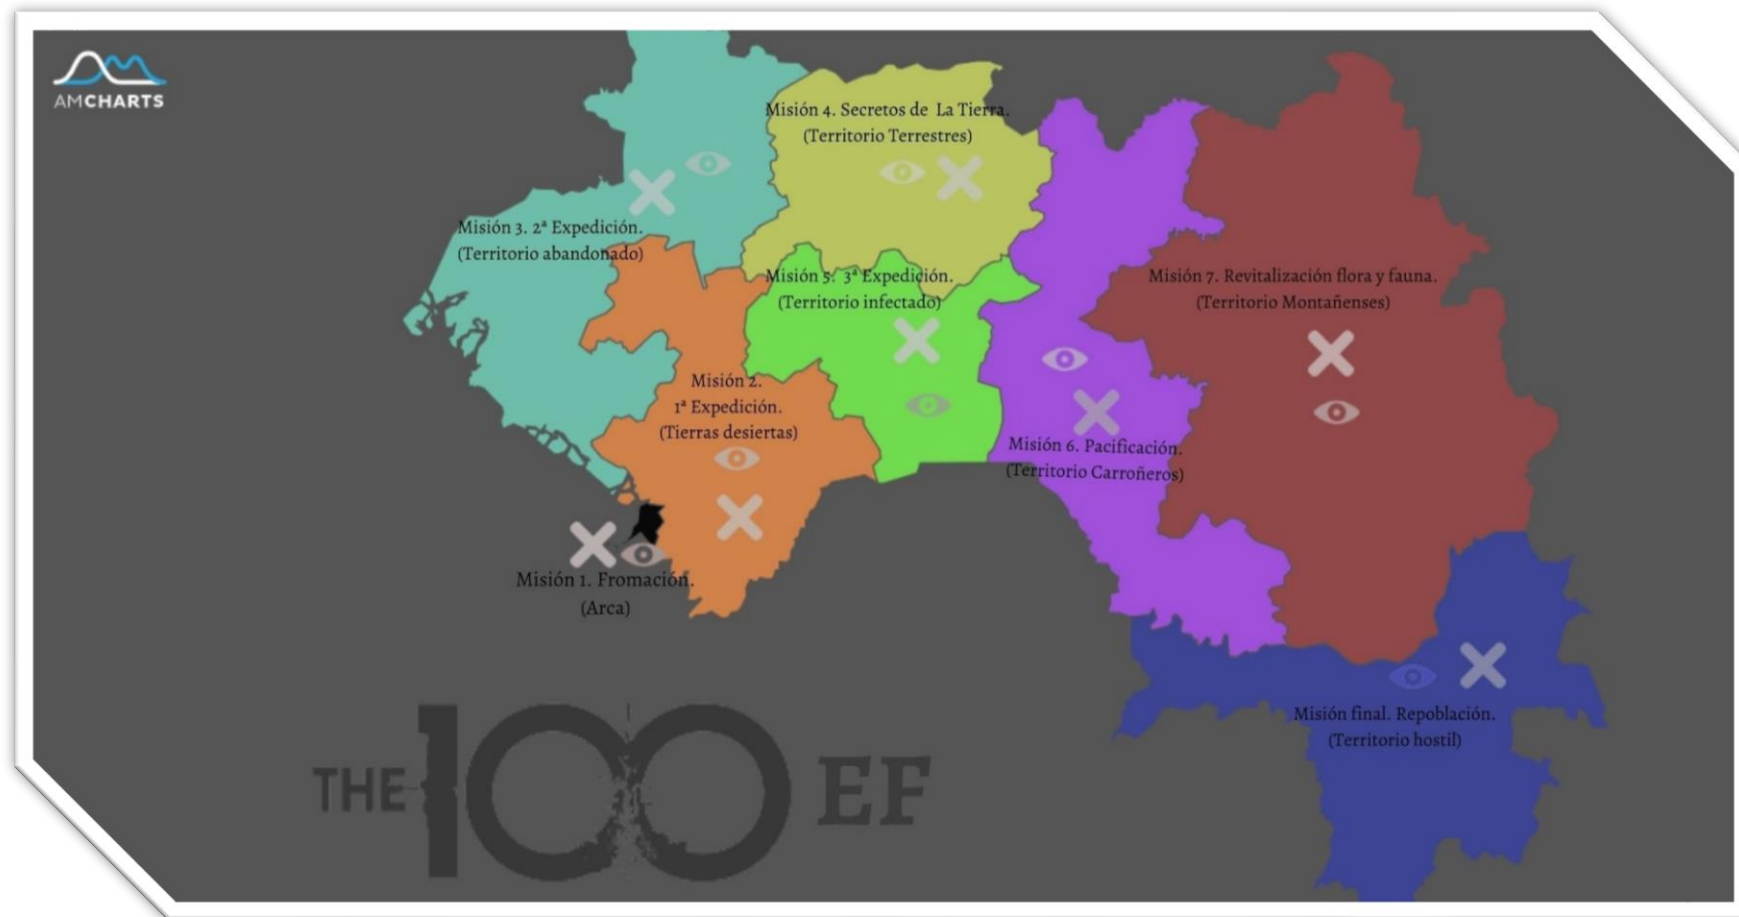 AMCHARTS
Misión 4. Secretos de La Tierra.
(Territorio Terrestres)
Misión 3. 2ª Expedición.
(Territorio abandonado)
Misión 5. 3ª Expedición.
(Territorio infectado)
Misión 7. Revitalización flora y fauna.
(Territorio Montañenses)
Misión 2.
1ª Expedición.
(Tierras desiertas)
Misión 6. Pacificación.
(Territorio Carroñeros)
Misión 1. Fromación.
(Arca)
Misión final. Repoblación.
(Territorio hostil)
THE 100 EF